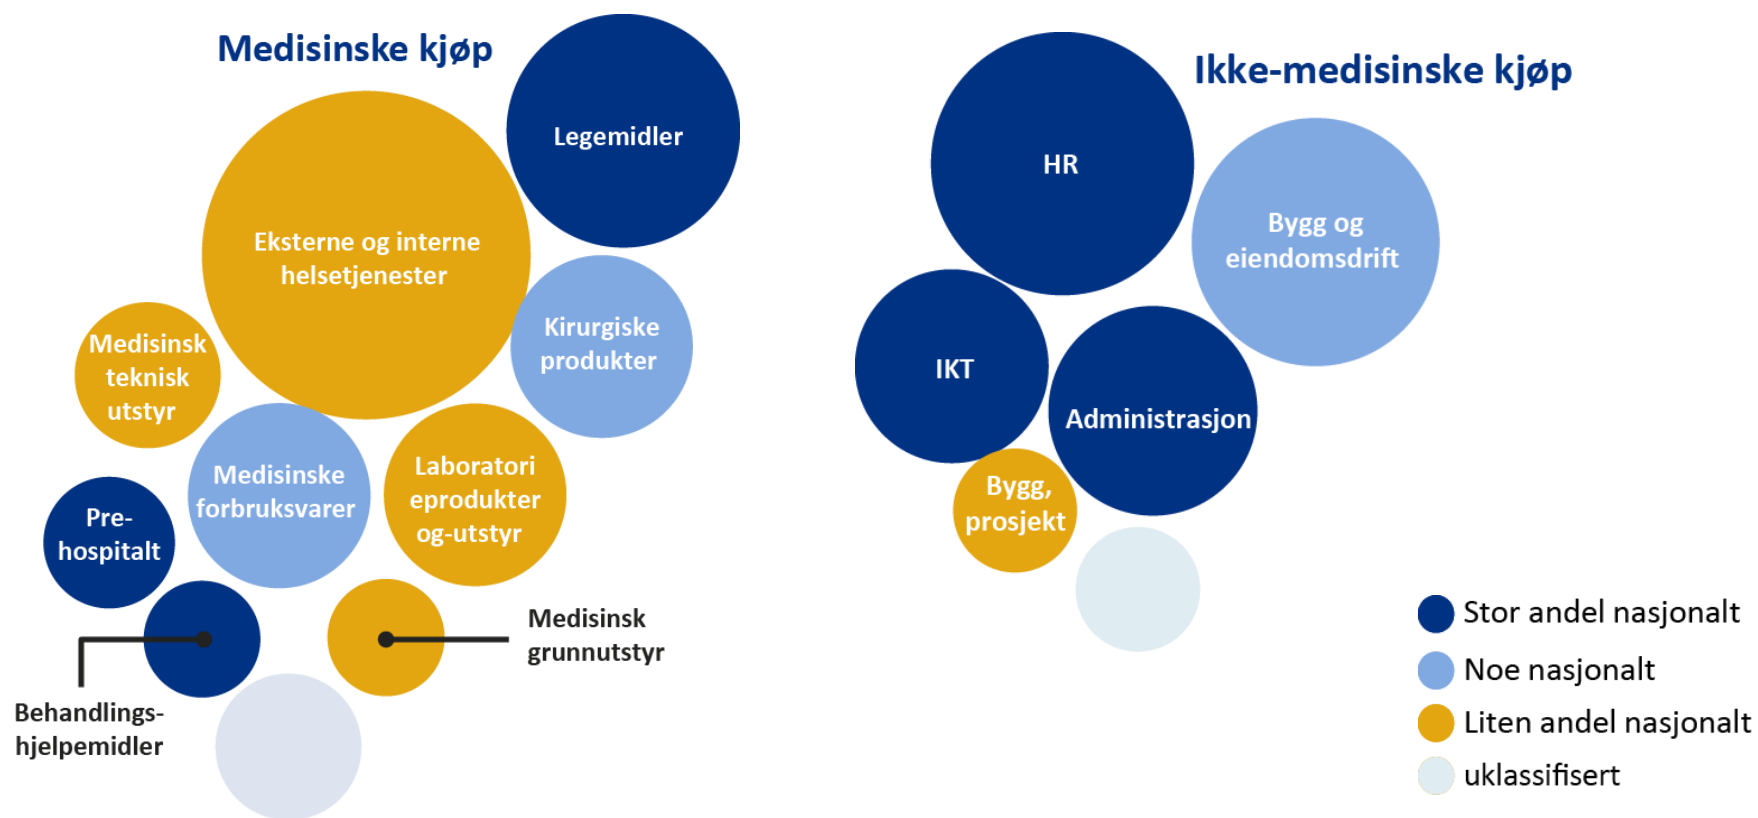 Medisinske kjøp
Legemidler
Eksterne og interne
helsetjenester
Kirurgiske
produkter
Medisinsk
teknisk
utstyr
Medisinske
forbruksvarer
Laboratori
eprodukter
og-utstyr
Pre-
hospitalt
Medisinsk
grunnutstyr
Behandlings-
hjelpemidler
Ikke-medisinske kjøp
HR
Bygg og
eiendomsdrift
IKT
Administrasjon
Bygg,
prosjekt
Stor andel nasjonalt
Noe nasjonalt
Liten andel nasjonalt
uklassifisert